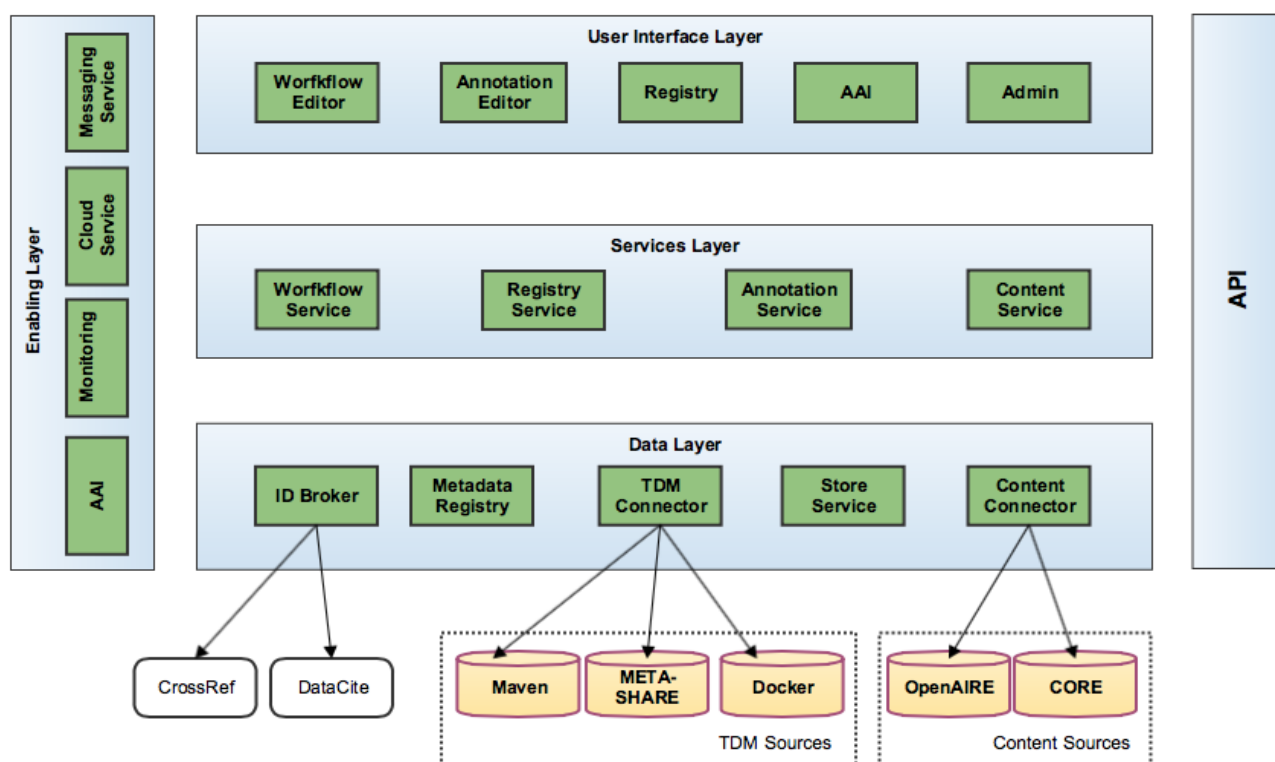 Enabling Layer
Messaging
Service
Cloud
Service
Monitoring
AAI
User Interface Layer
Worfkflow
Editor
Annotation
Editor
Registry
AAI
Admin
Services Layer
Workflow
Service
Registry
Service
Annotation
Service
Content
Service
Data Layer
ID Broker
Metadata
Registry
TDM
Connector
Store
Service
Content
Connector
API
CrossRef
DataCite
Maven
META-
SHARE
Docker
TDM Sources
OpenAIRE
CORE
Content Sources